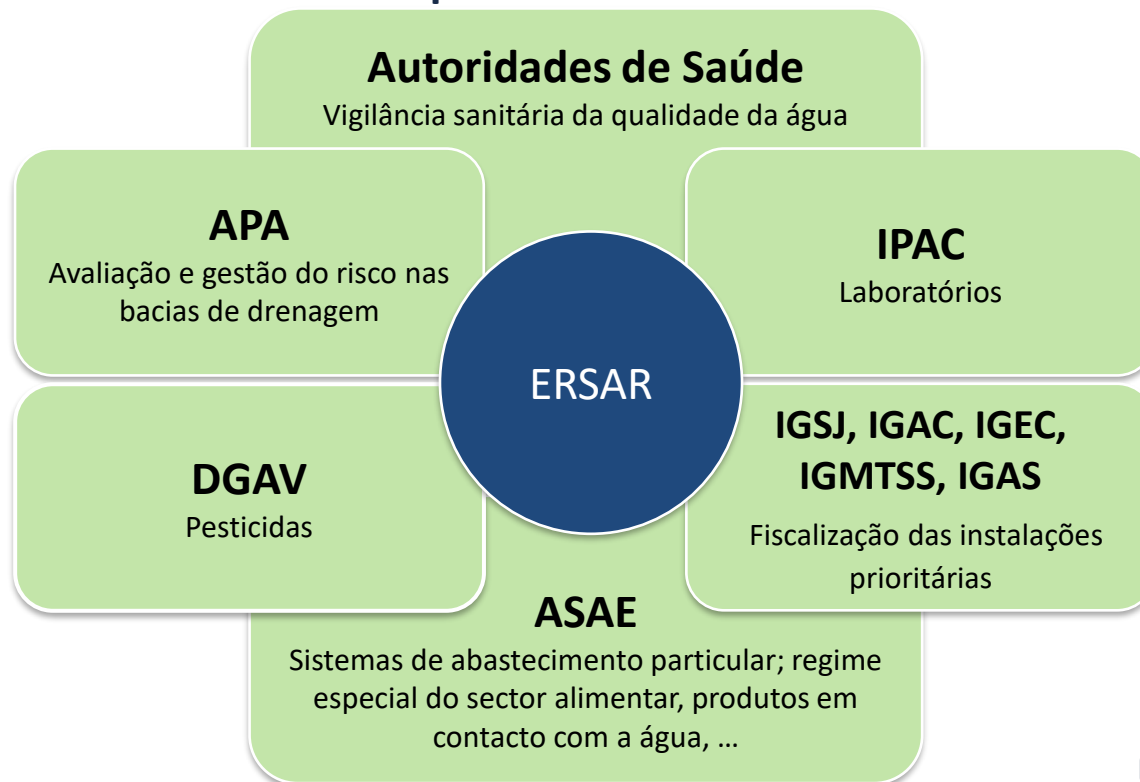 Autoridades de Saúde
Vigilância sanitária da qualidade da água
APA
Avaliação e gestão do risco nas
bacias de drenagem
IPAC
Laboratórios
ERSAR
DGAV
Pesticidas
IGSJ, IGAC, IGEC,
IGMTSS, IGAS
Fiscalização das instalações
prioritárias
ASAE
Sistemas de abastecimento particular; regime
especial do sector alimentar, produtos em
contacto com a água, ...